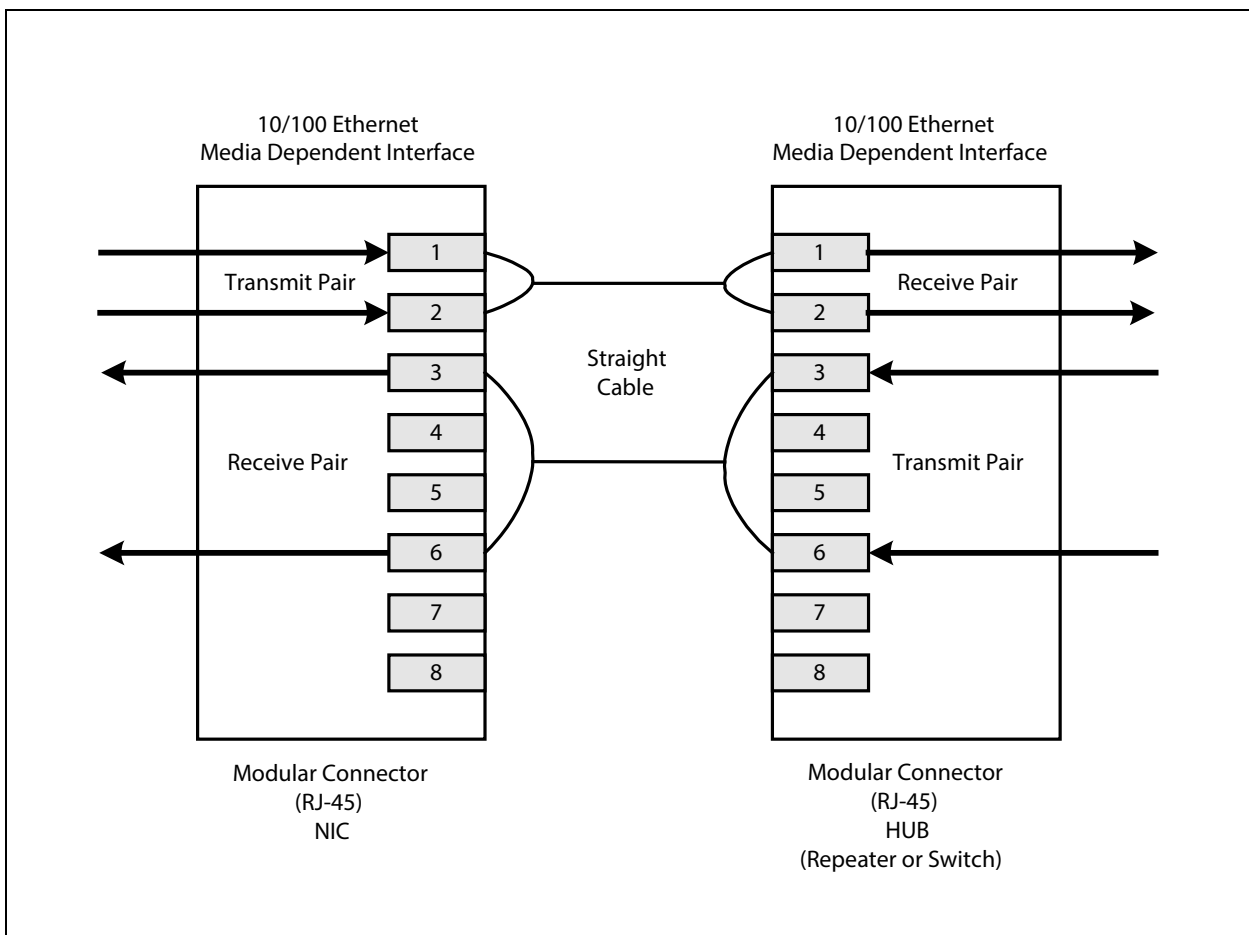 10/100 Ethernet
Media Dependent Interface
1
Transmit Pair
2
3
4
Receive Pair
5
6
7
8
Modular Connector
(RJ-45)
NIC
Straight
Cable
10/100 Ethernet
Media Dependent Interface
1
Receive Pair
2
3
4
Transmit Pair
5
6
7
8
Modular Connector
(RJ-45)
HUB
(Repeater or Switch)